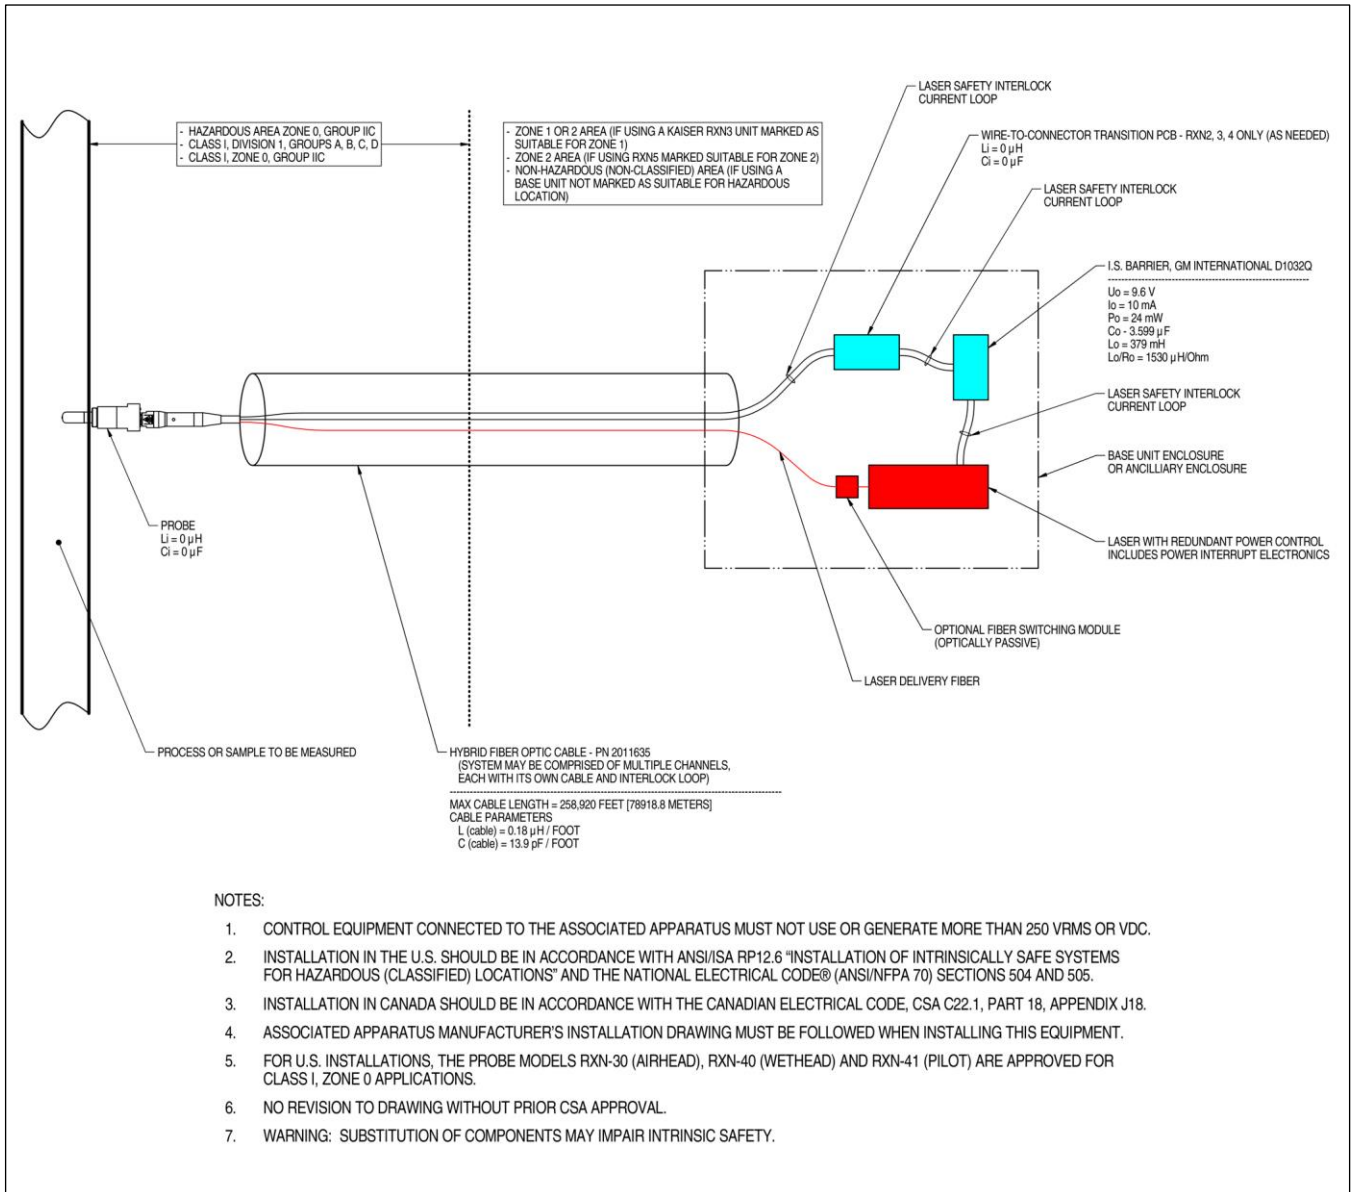 LASER SAFETY INTERLOCK
CURRENT LOOP
- HAZARDOUS AREA ZONE 0, GROUP IIC
- CLASS I, DIVISION 1, GROUPS A, B, C, D
- CLASS I, ZONE 0, GROUP IIC
- ZONE 1 OR 2 AREA (IF USING A KAISER RXN3 UNIT MARKED AS
SUITABLE FOR ZONE 1)
- ZONE 2 AREA (IF USING RXN5 MARKED SUITABLE FOR ZONE 2)
- NON-HAZARDOUS (NON-CLASSIFIED) AREA (IF USING A
BASE UNIT NOT MARKED AS SUITABLE FOR HAZARDOUS
LOCATION)
WIRE-TO-CONNECTOR TRANSITION PCB - RXN2, 3, 4 ONLY (AS NEEDED)
Li = 0 µH
Ci = 0 µF
LASER SAFETY INTERLOCK
CURRENT LOOP
I.S. BARRIER, GM INTERNATIONAL D1032Q
Uo = 9.6 V
Io = 10 mA
Po = 24 mW
Co - 3.599 µF
Lo = 379 mH
Lo/Ro = 1530 µH/Ohm
LASER SAFETY INTERLOCK
CURRENT LOOP
BASE UNIT ENCLOSURE
OR ANCILLIARY ENCLOSURE
PROBE
Li = 0 µH
Ci = 0 µF
LASER WITH REDUNDANT POWER CONTROL
INCLUDES POWER INTERRUPT ELECTRONICS
OPTIONAL FIBER SWITCHING MODULE
(OPTICALLY PASSIVE)
LASER DELIVERY FIBER
PROCESS OR SAMPLE TO BE MEASURED
HYBRID FIBER OPTIC CABLE - PN 2011635
(SYSTEM MAY BE COMPRISED OF MULTIPLE CHANNELS,
EACH WITH ITS OWN CABLE AND INTERLOCK LOOP)
MAX CABLE LENGTH = 258,920 FEET [78918.8 METERS]
CABLE PARAMETERS
L (cable) = 0.18 µH / FOOT
C (cable) = 13.9 pF / FOOT
NOTES:
1. CONTROL EQUIPMENT CONNECTED TO THE ASSOCIATED APPARATUS MUST NOT USE OR GENERATE MORE THAN 250 VRMS OR VDC.
2. INSTALLATION IN THE U.S. SHOULD BE IN ACCORDANCE WITH ANSI/ISA RP12.6 “INSTALLATION OF INTRINSICALLY SAFE SYSTEMS
FOR HAZARDOUS (CLASSIFIED) LOCATIONS” AND THE NATIONAL ELECTRICAL CODE® (ANSI/NFPA 70) SECTIONS 504 AND 505.
3. INSTALLATION IN CANADA SHOULD BE IN ACCORDANCE WITH THE CANADIAN ELECTRICAL CODE, CSA C22.1, PART 18, APPENDIX J18.
4. ASSOCIATED APPARATUS MANUFACTURER'S INSTALLATION DRAWING MUST BE FOLLOWED WHEN INSTALLING THIS EQUIPMENT.
5. FOR U.S. INSTALLATIONS, THE PROBE MODELS RXN-30 (AIRHEAD), RXN-40 (WETHEAD) AND RXN-41 (PILOT) ARE APPROVED FOR
CLASS I, ZONE 0 APPLICATIONS.
6. NO REVISION TO DRAWING WITHOUT PRIOR CSA APPROVAL.
7. WARNING: SUBSTITUTION OF COMPONENTS MAY IMPAIR INTRINSIC SAFETY.